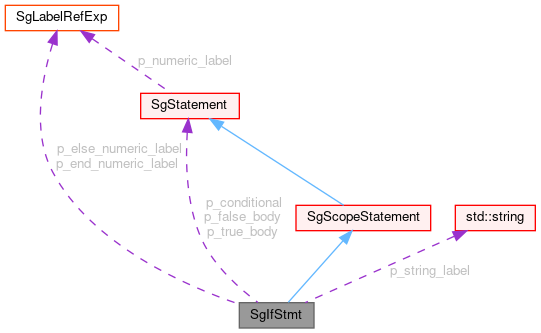 SgLabelRefExp
p_numeric_label
SgStatement
p_else_numeric_label
p_end_numeric_label
p_conditional
p_false_body
p_true_body
SgScopeStatement
std::string
p_string_label
SgIfStmt